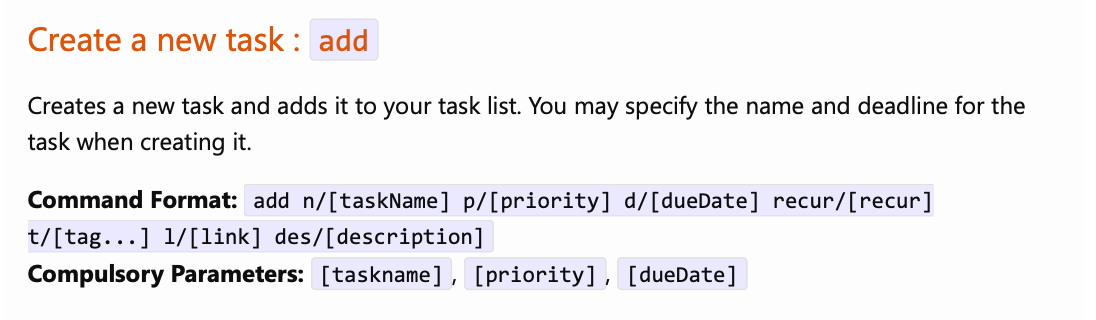 Create a new task : add
Creates a new task and adds it to your task list. You may specify the name and deadline for the
task when creating it.
Command Format: add n/[taskName] p/[priority] d/[dueDate] recur/[recur]
t/[tag...] l/[link] des/[description]
Compulsory Parameters: [taskname], [priority], [dueDate]